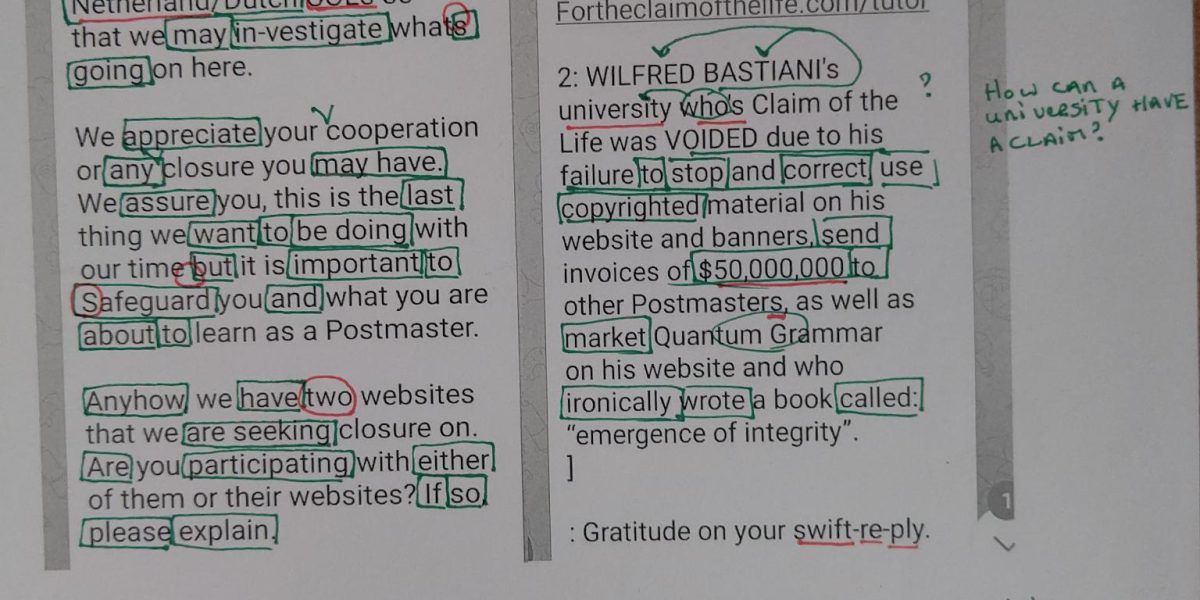 Netherland/Dutch
that we may in-vestigate whats
going on here.
We appreciate your cooperation
or any closure you may have.
We assure you, this is the last
thing we want to be doing with
our time but it is important to
Safeguard you and what you are
about to learn as a Postmaster.
Anyhow we have two websites
that we are seeking closure on.
Are you participating with either
of them or their websites? If so,
please explain.
Fortheclaimofthelife.com/tutor
2: WILFRED BASTIANI's
university who's Claim of the
Life was VOIDED due to his
failure to stop and correct, use
copyrighted material on his
website and banners, send
invoices of $50,000,000 to
other Postmasters, as well as
market Quantum Grammar
on his website and who
ironically wrote a book called:
“emergence of integrity”.
]
: Gratitude on your swift-re-ply.
?
HOW CAN A
UNIVERSITY HAVE
A CLAIM?
1